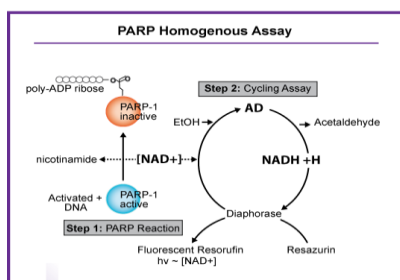 PARP Homogenous Assay
poly-ADP ribose
PARP-1
inactive
Step 2: Cycling Assay
AD
EtOH
Acetaldehyde
nicotinamide
[NAD+]
NADH +H
Activated +
DNA
PARP-1
active
Step 1: PARP Reaction
Diaphorase
Fluorescent Resorufin
hv ~ [NAD+]
Resazurin